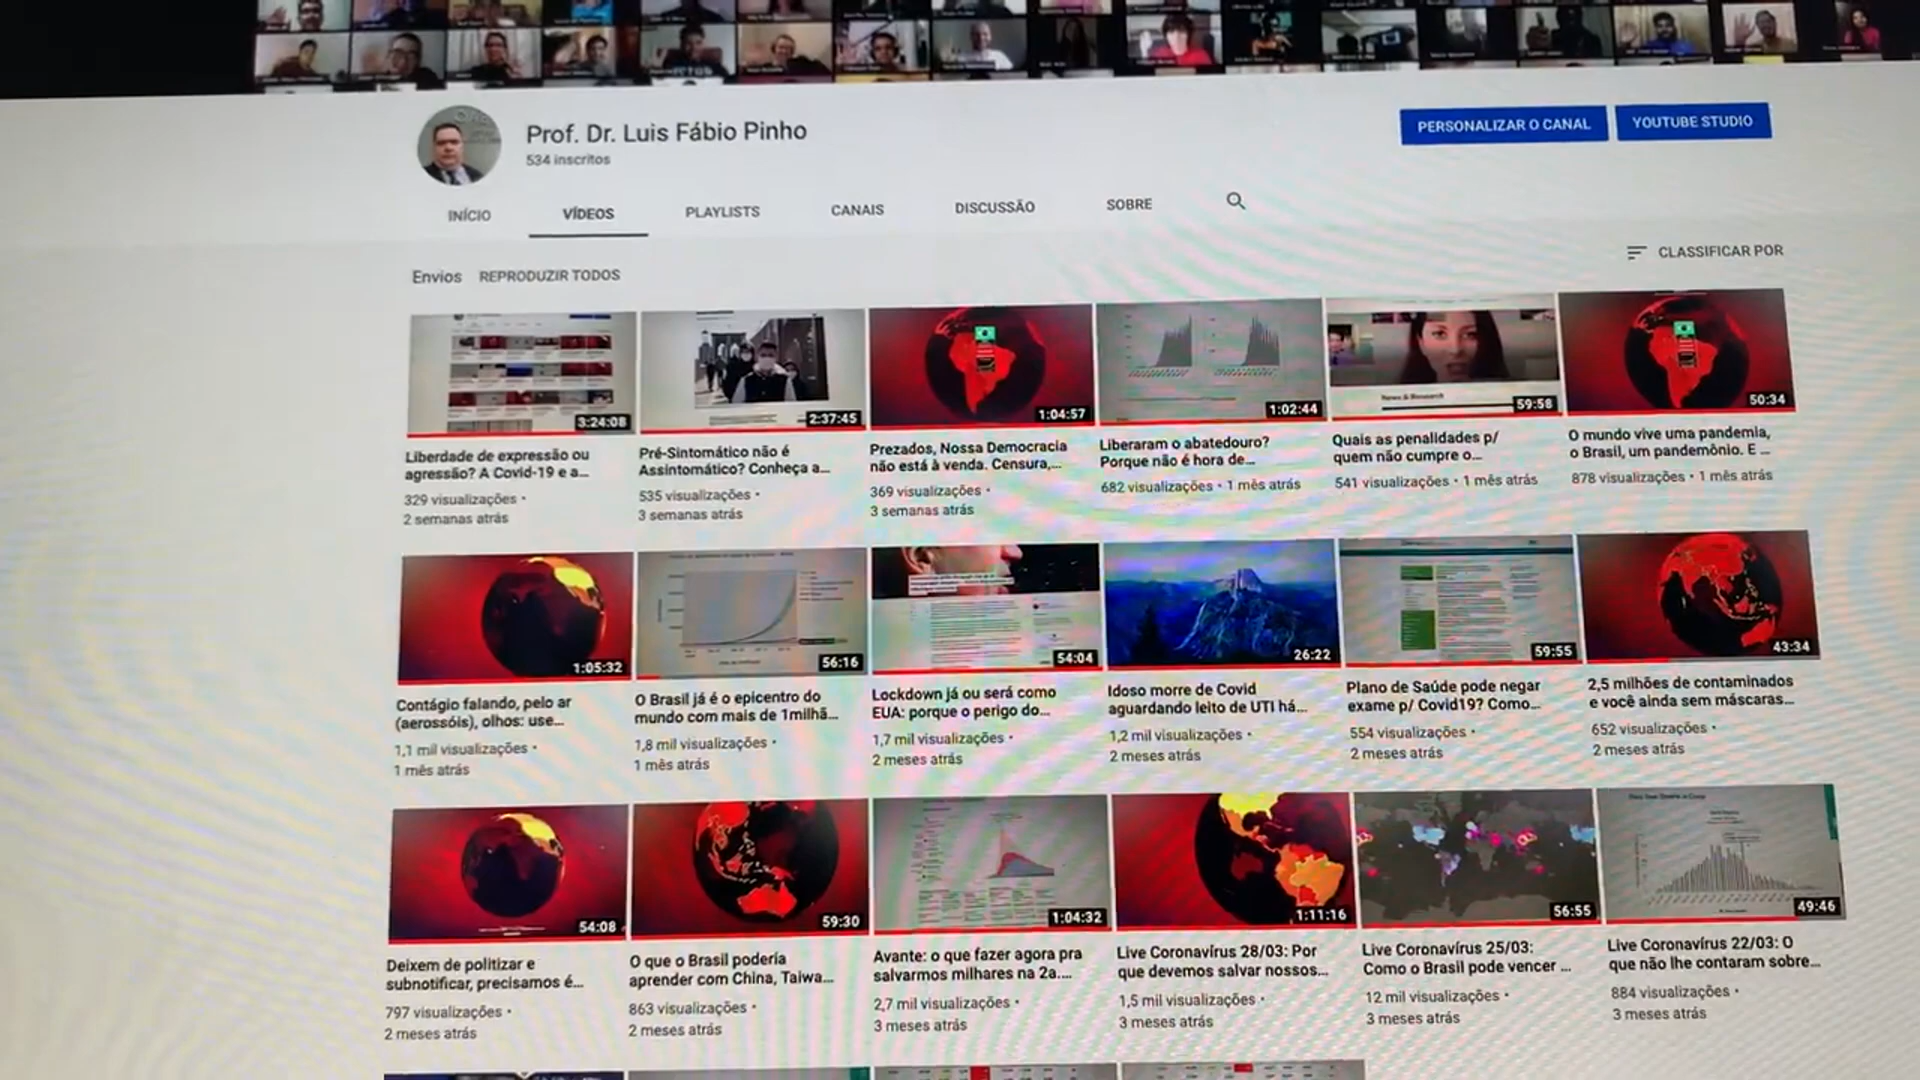 Prof. Dr. Luis Fábio Pinho
534 inscritos
PERSONALIZAR O CANAL
YOUTUBE STUDIO
INÍCIO
VÍDEOS
PLAYLISTS
CANAIS
DISCUSSÃO
SOBRE
Envios
REPRODUZIR TODOS
CLASSIFICAR POR
3:24:08
Liberdade de expressão ou
agressão? A Covid-19 e a...
329 visualizações •
2 semanas atrás
2:37:45
Pré-Sintomático não é
Assintomático? Conheça a...
535 visualizações •
3 semanas atrás
1:04:57
Prezados, Nossa Democracia
não está à venda. Censura,...
369 visualizações •
3 semanas atrás
1:02:44
Liberaram o abatedouro?
Porque não é hora de...
682 visualizações • 1 mês atrás
News & Research
59:58
Quais as penalidades p/
quem não cumpre o...
541 visualizações • 1 mês atrás
50:34
O mundo vive uma pandemia,
o Brasil, um pandemônio. E ...
878 visualizações • 1 mês atrás
1:05:32
Contágio falando, pelo ar
(aerossóis), olhos: use...
1,1 mil visualizações •
1 mês atrás
56:16
O Brasil já é o epicentro do
mundo com mais de 1milhã...
1,8 mil visualizações •
1 mês atrás
54:04
Lockdown já ou será como
EUA: porque o perigo do...
1,7 mil visualizações •
2 meses atrás
26:22
Idoso morre de Covid
aguardando leito de UTI há...
1,2 mil visualizações •
2 meses atrás
59:55
Plano de Saúde pode negar
exame p/ Covid19? Como...
554 visualizações •
2 meses atrás
43:34
2,5 milhões de contaminados
e você ainda sem máscaras...
652 visualizações •
2 meses atrás
54:08
Deixem de politizar e
subnotificar, precisamos é...
797 visualizações •
2 meses atrás
59:30
O que o Brasil poderia
aprender com China, Taiwa...
863 visualizações •
2 meses atrás
1:04:32
Avante: o que fazer agora pra
salvarmos milhares na 2a....
2,7 mil visualizações •
3 meses atrás
1:11:16
Live Coronavírus 28/03: Por
que devemos salvar nossos...
1,5 mil visualizações •
3 meses atrás
56:55
Live Coronavírus 25/03:
Como o Brasil pode vencer ...
12 mil visualizações •
3 meses atrás
49:46
Live Coronavírus 22/03: O
que não lhe contaram sobre...
884 visualizações •
3 meses atrás